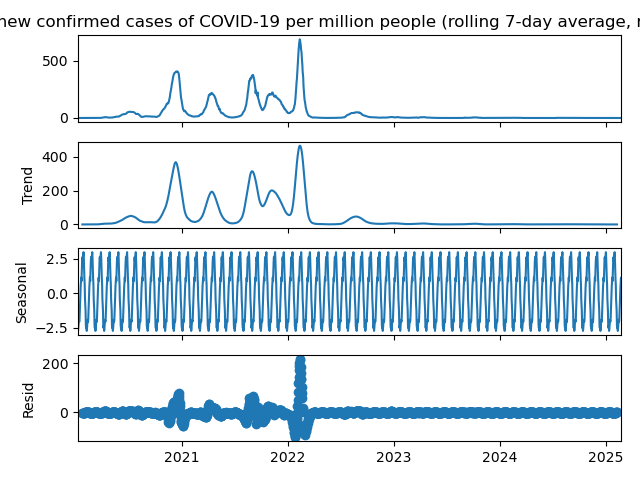 new confirmed cases of COVID-19 per million people (rolling 7-day average,
500
0
Trend
400
200
0
Seasonal
2.5
0.0
−2.5
Resid
200
0
2021 2022 2023 2024 2025